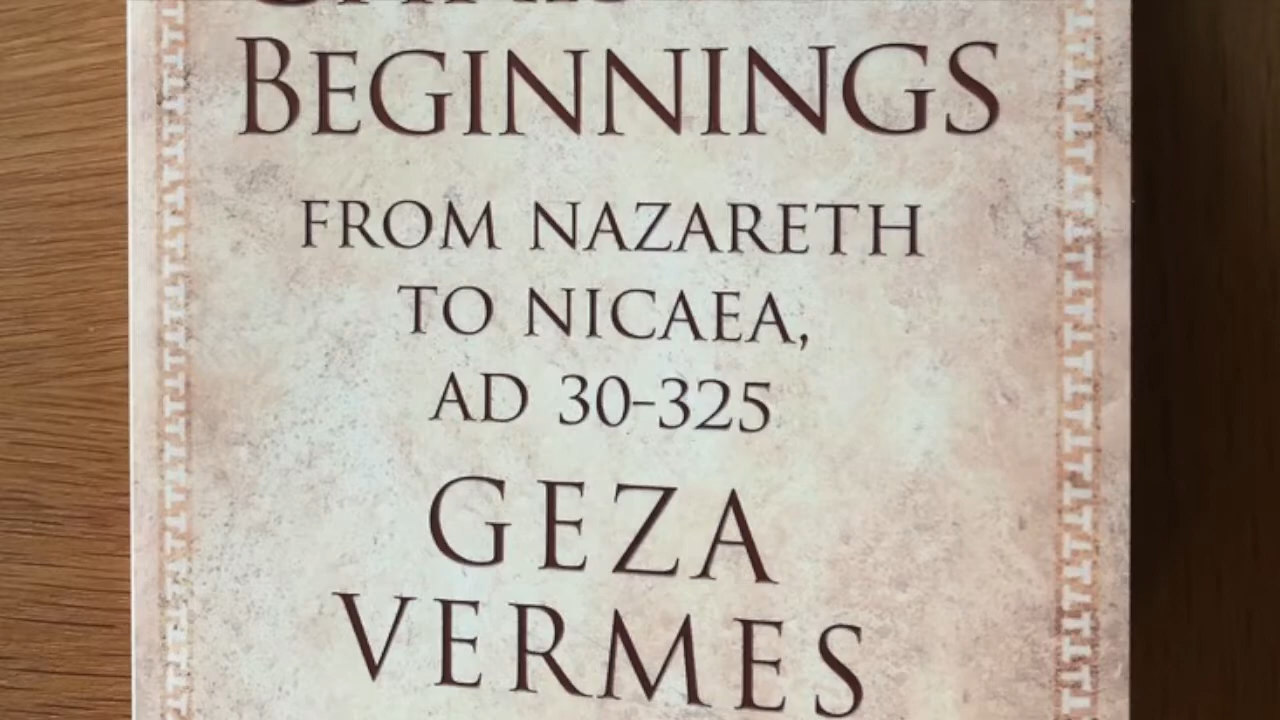 BEGINNINGS
FROM NAZARETH
TO NICAEA,
AD 30-325
GEZA
VERMES